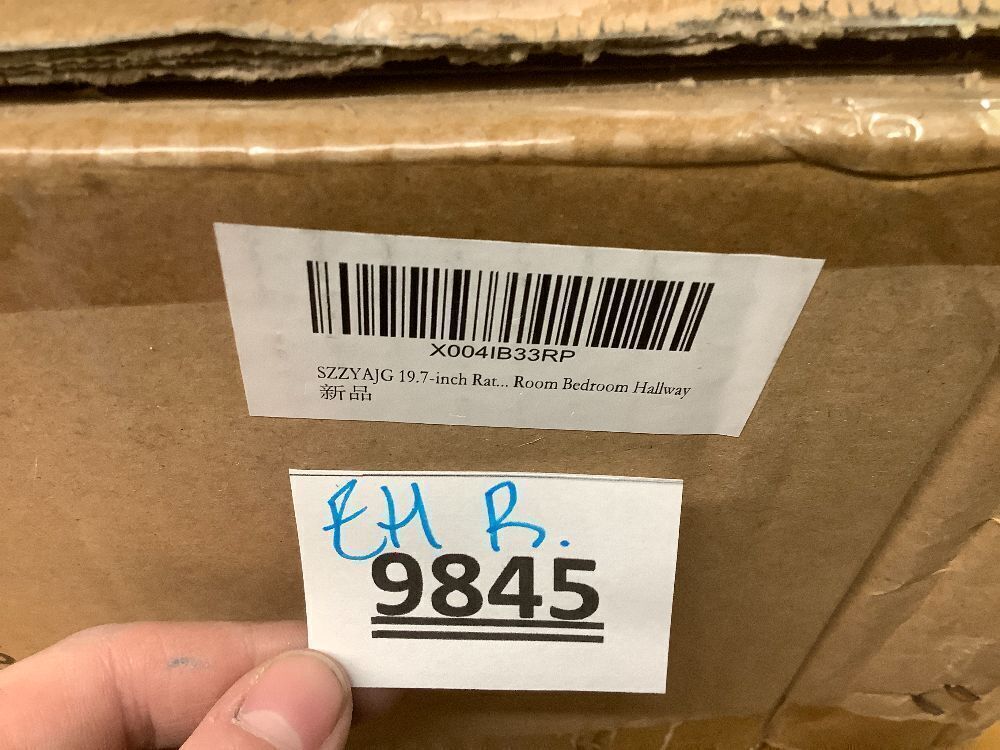 X004IB33RP
SZZYAJG 19.7-inch Rat... Room Bedroom Hallway
新品
EH R.
9845